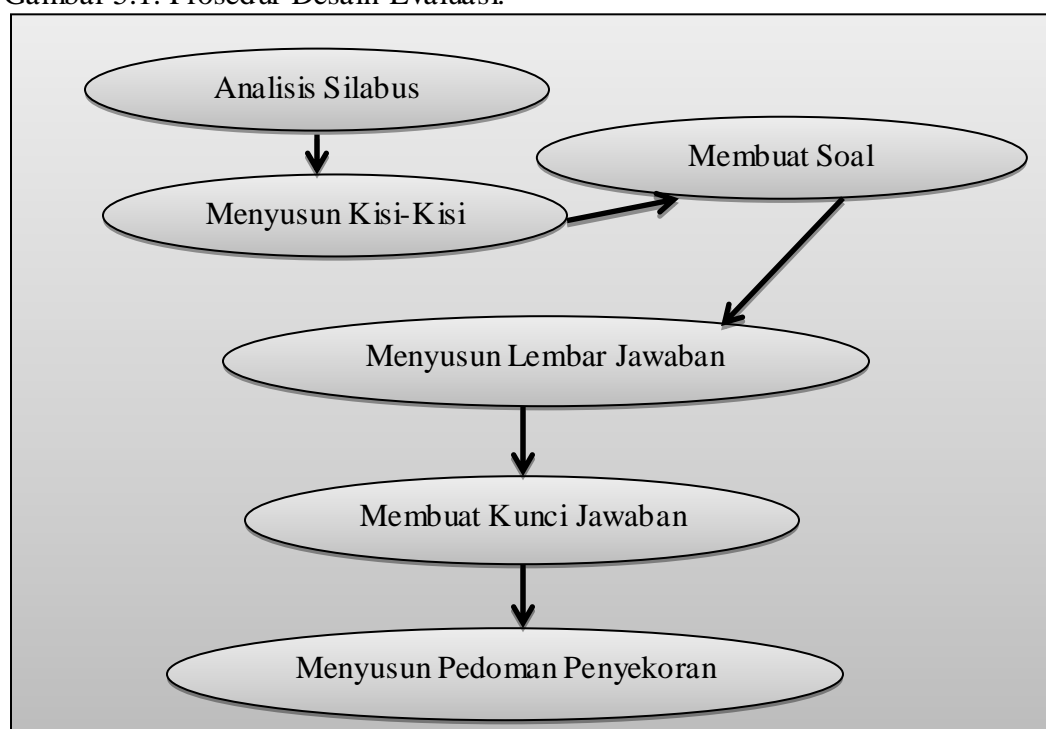 Gambar 5.1. Prosedur Desain Evaluasi.
Analisis Silabus
Membuat Soal
Menyusun Kisi-Kisi
Menyusun Lembar Jawaban
Membuat Kunci Jawaban
Menyusun Pedoman Penyekoran